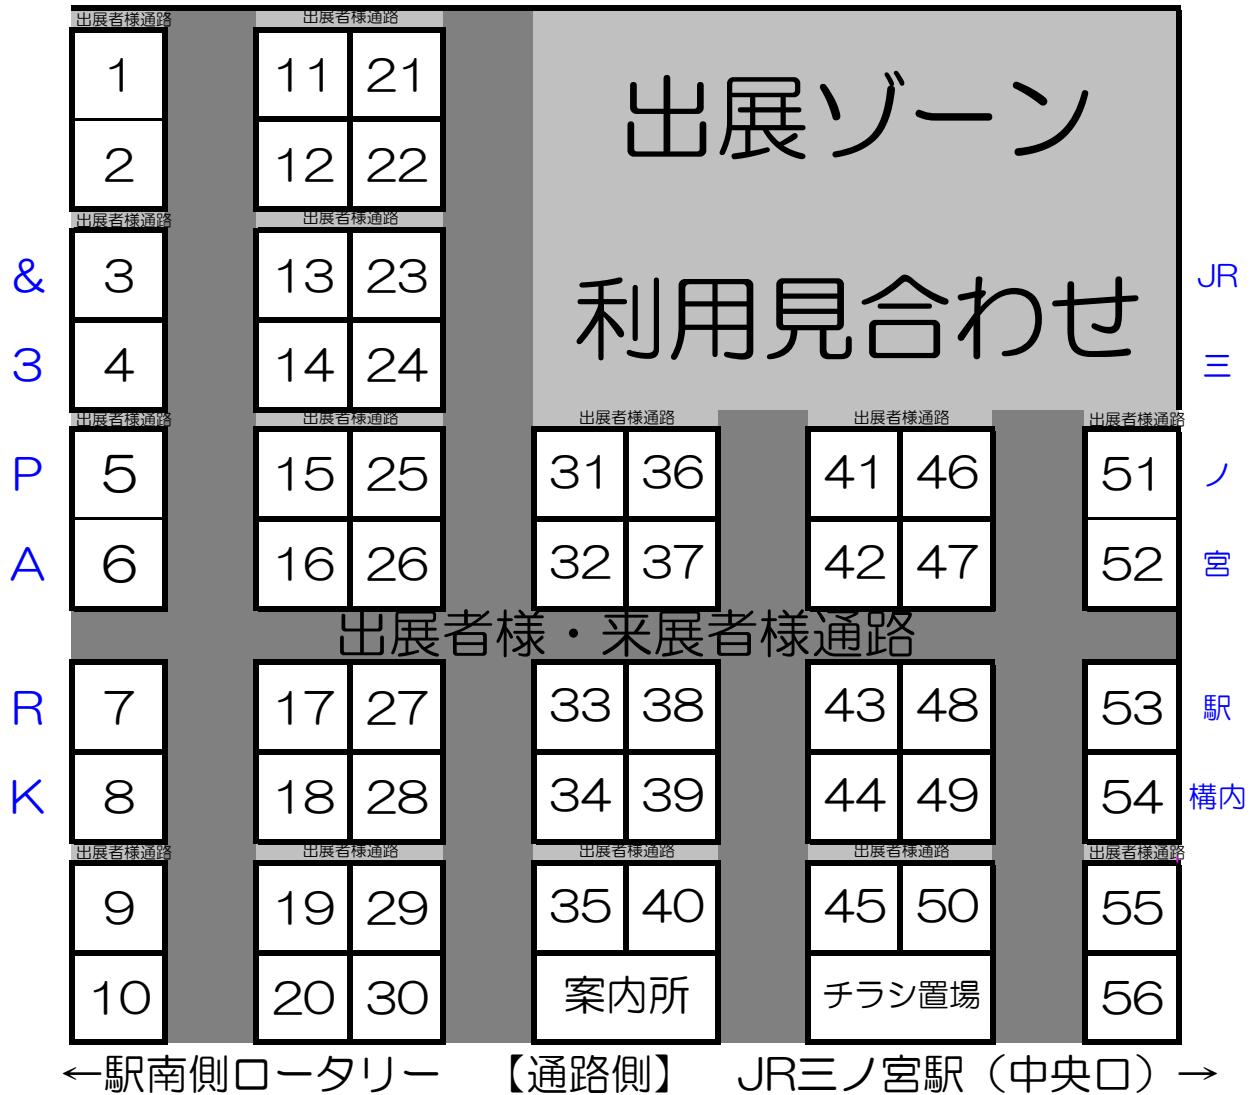 出展者様通路 出展者様通路
1 11 21 出展ゾーン
2 12 22
出展者様通路 出展者様通路
& 3 13 23 利用見合わせ JR
3 4 14 24 三
出展者様通路 出展者様通路 出展者様通路 出展者様通路 出展者様通路
P 5 15 25 31 36 41 46 51 ノ
A 6 16 26 32 37 42 47 52 宮
出展者様・来展者様通路
R 7 17 27 33 38 43 48 53 駅
K 8 18 28 34 39 44 49 54 構内
出展者様通路 出展者様通路 出展者様通路 出展者様通路 出展者様通路
9 19 29 35 40 45 50 55
10 20 30 案内所 チラシ置場 56
←駅南側ロータリー 【通路側】 JR三ノ宮駅（中央口）→